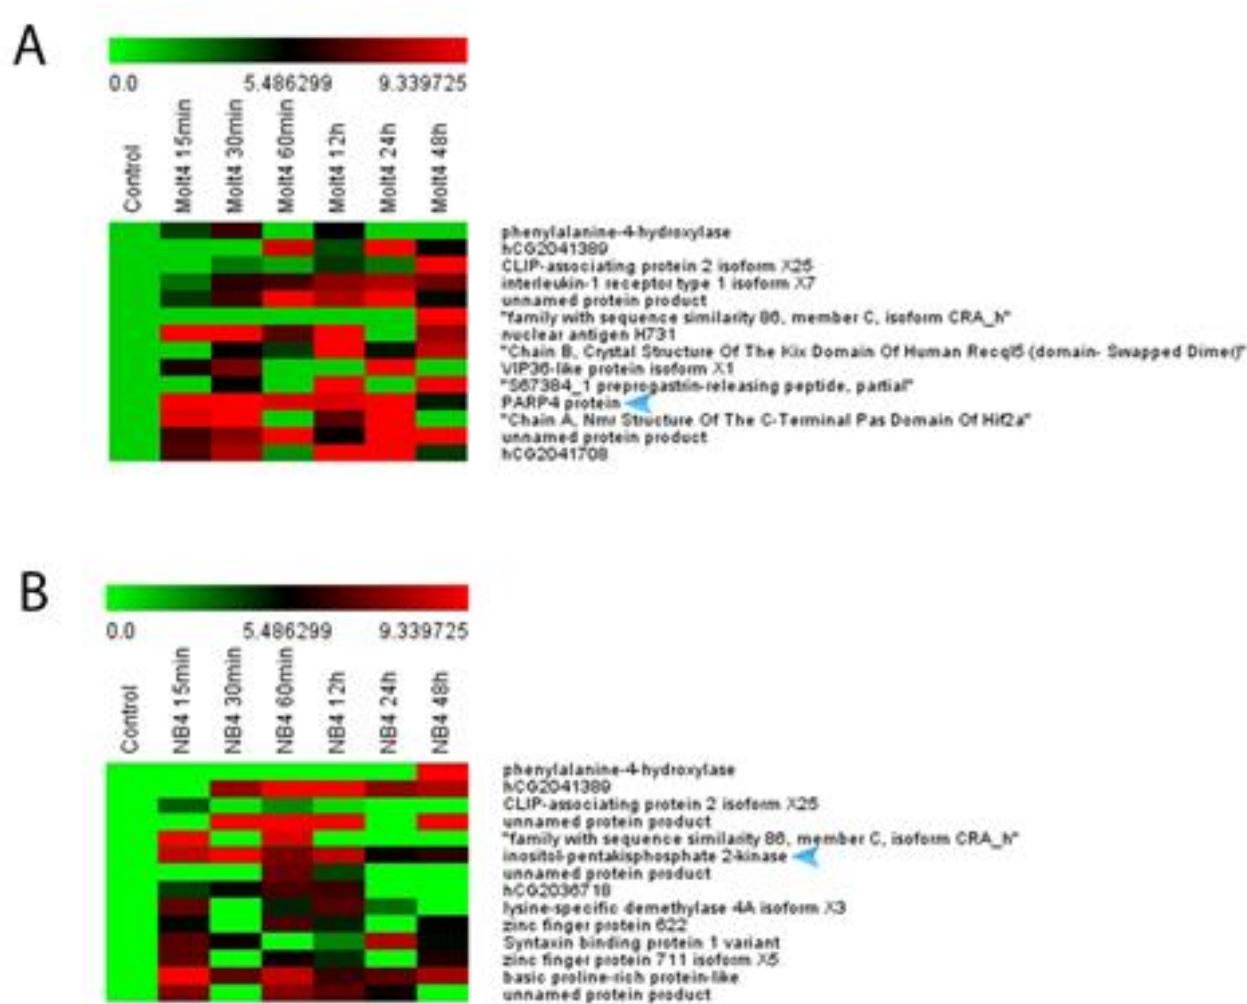 A
0.0 5.486299 9.339725
Control
Molt4 15min
Molt4 30min
Molt4 60min
Molt4 12h
Molt4 24h
Molt4 48h
phenylalanine-4-hydroxylase
hCG2041389
CLIP-associating protein 2 isoform X25
interleukin-1 receptor type 1 isoform X7
unnamed protein product
"family with sequence similarity 86, member C, isoform CRA_h"
nuclear antigen H731
"Chain B, Crystal Structure Of The Kix Domain Of Human Recql5 (domain- Swapped Dimer)"
VIP36-like protein isoform X1
"S67384_1 preprogastrin-releasing peptide, partial"
PARP4 protein
"Chain A, Nmr Structure Of The C-Terminal Pas Domain Of Hif2a"
unnamed protein product
hCG2041708
B
0.0 5.486299 9.339725
Control
NB4 15min
NB4 30min
NB4 60min
NB4 12h
NB4 24h
NB4 48h
phenylalanine-4-hydroxylase
hCG2041389
CLIP-associating protein 2 isoform X25
unnamed protein product
"family with sequence similarity 86, member C, isoform CRA_h"
inositol-pentakisphosphate 2-kinase
unnamed protein product
hCG2036718
lysine-specific demethylase 4A isoform X3
zinc finger protein 622
Syntaxin binding protein 1 variant
zinc finger protein 711 isoform X5
basic proline-rich protein-like
unnamed protein product